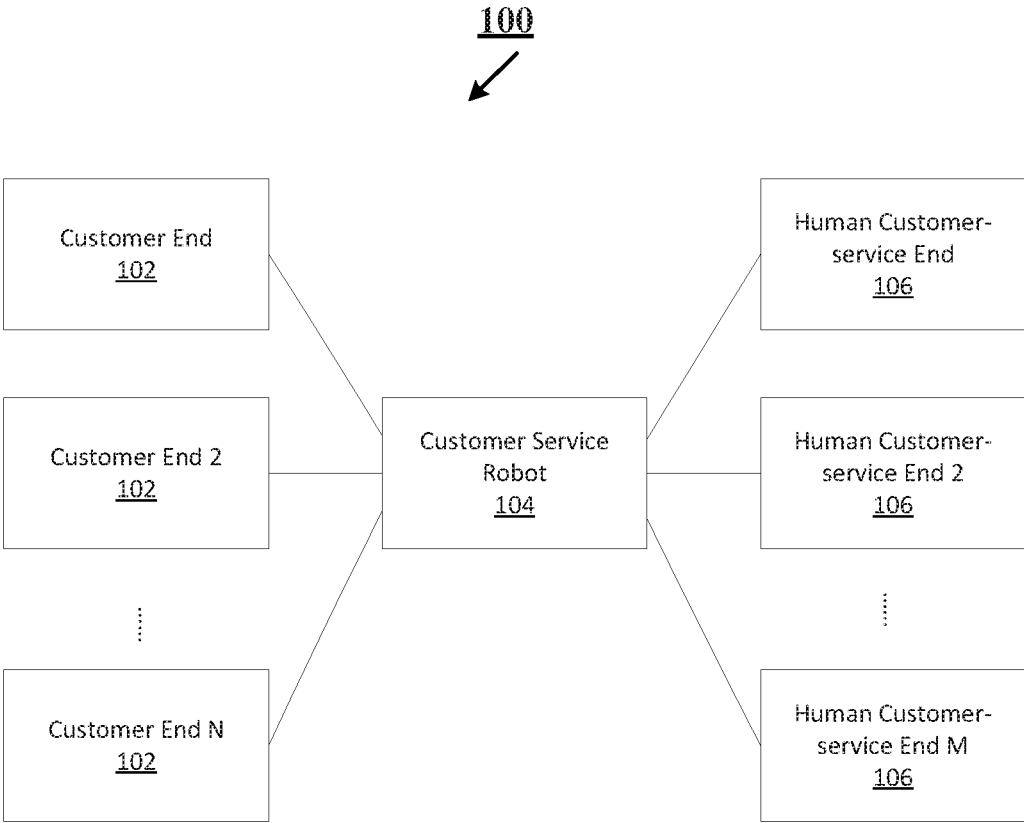 100
Customer End
102
Human Customer-
service End
106
Customer End 2
102
Customer Service
Robot
104
Human Customer-
service End 2
106
Customer End N
102
Human Customer-
service End M
106